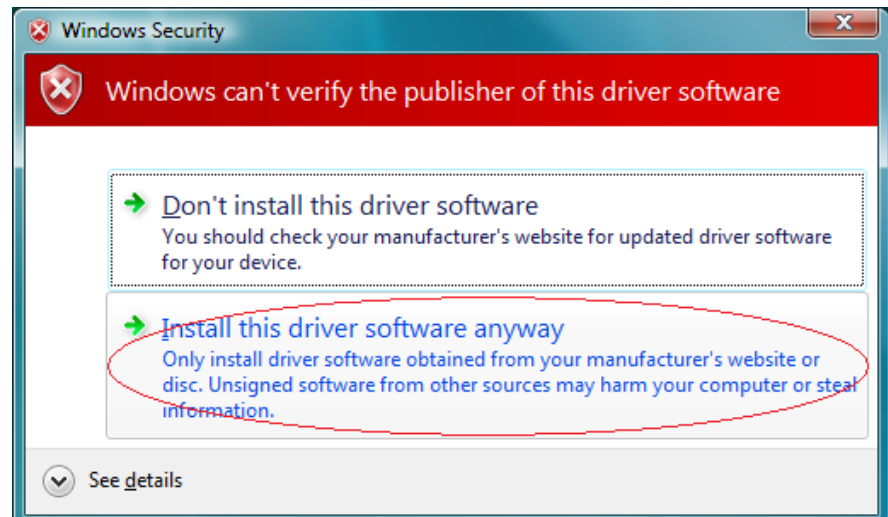 Windows Security
Windows can't verify the publisher of this driver software
Don't install this driver software
You should check your manufacturer's website for updated driver software
for your device.
Install this driver software anyway
Only install driver software obtained from your manufacturer's website or
disc. Unsigned software from other sources may harm your computer or steal
information.
See details